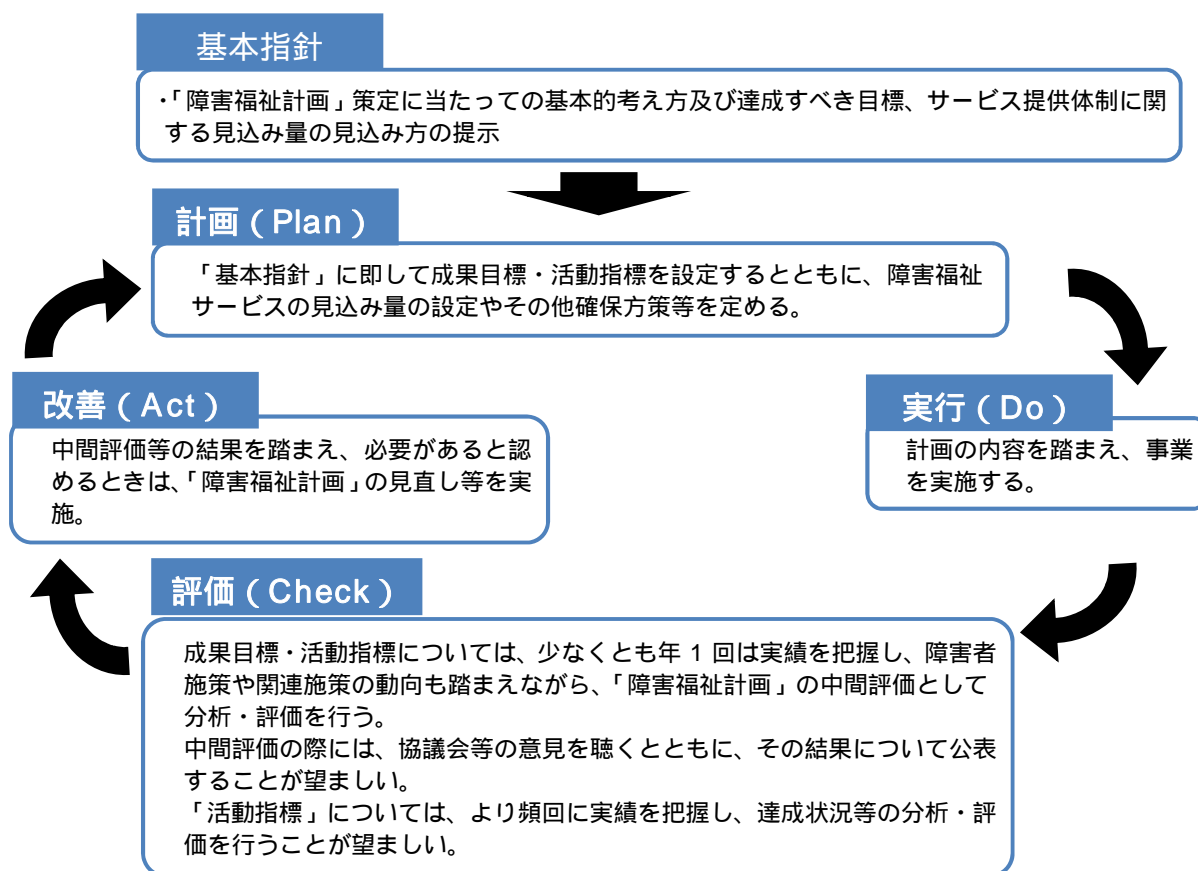 基本指針
・「障害福祉計画」策定に当たっての基本的考え方及び達成すべき目標、サービス提供体制に関
する見込み量の見込み方の提示
計画（Plan）
「基本指針」に即して成果目標・活動指標を設定するとともに、障害福祉
サービスの見込み量の設定やその他確保方策等を定める。
改善（Act）
中間評価等の結果を踏まえ、必要があると認
めるときは、「障害福祉計画」の見直し等を実
施。
実行（Do）
計画の内容を踏まえ、事業
を実施する。
評価（Check）
成果目標・活動指標については、少なくとも年 1 回は実績を把握し、障害者
施策や関連施策の動向も踏まえながら、「障害福祉計画」の中間評価として
分析・評価を行う。
中間評価の際には、協議会等の意見を聴くとともに、その結果について公表
することが望ましい。
「活動指標」については、より頻回に実績を把握し、達成状況等の分析・評
価を行うことが望ましい。